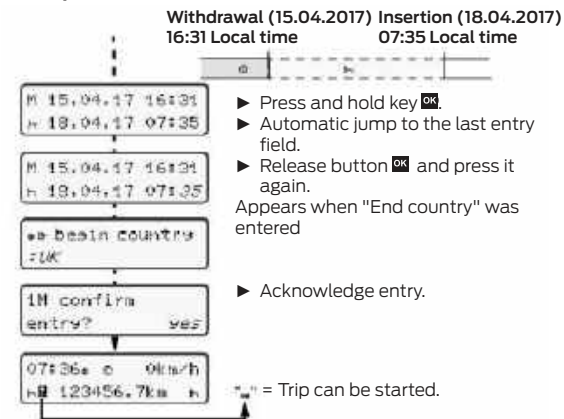 Withdrawal (15.04.2017) Insertion (18.04.2017)
16:31 Local time 07:35 Local time
M 15.04.17 16:31
18.04.17 07:35
► Press and hold key OK.
► Automatic jump to the last entry
field.
M 15.04.17 16:31
18.04.17 07:35
► Release button OK and press it
again.
Appears when "End country" was
entered
begin country
:UK
1M confirm
entry? yes
► Acknowledge entry.
07:36 0km/h
123456.7km
= Trip can be started.